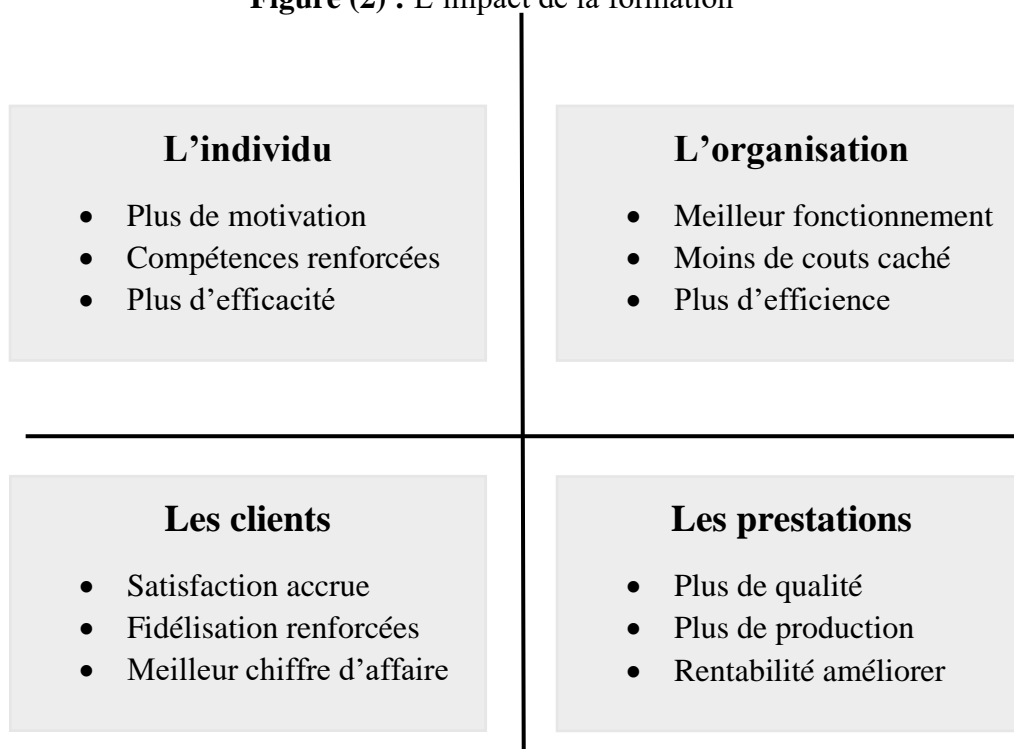 Figure (2) : L’impact de la formation
L’individu
• Plus de motivation
• Compétences renforcées
• Plus d’efficacité
L’organisation
• Meilleur fonctionnement
• Moins de couts caché
• Plus d’efficience
Les clients
• Satisfaction accrue
• Fidélisation renforcées
• Meilleur chiffre d’affaire
Les prestations
• Plus de qualité
• Plus de production
• Rentabilité améliorer